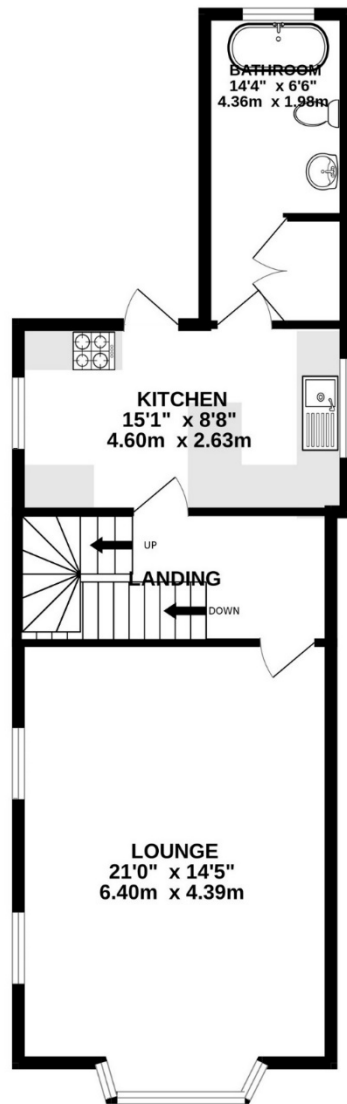 BATHROOM
14'4" x 6'6"
4.36m x 1.98m
KITCHEN
15'1" x 8'8"
4.60m x 2.63m
UP
LANDING
DOWN
LOUNGE
21'0" x 14'5"
6.40m x 4.39m